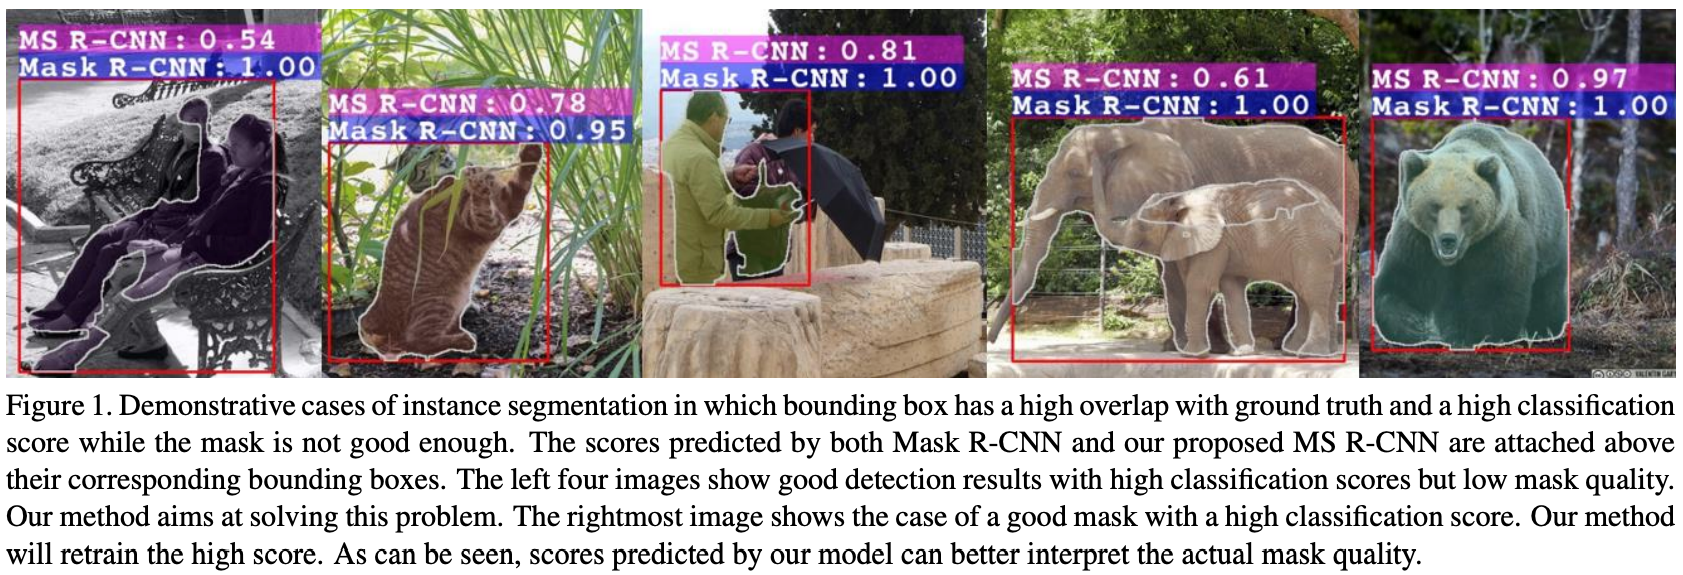 MS R-CNN: 0.54
Mask R-CNN: 1.00
MS R-CNN: 0.78
Mask R-CNN: 0.95
MS R-CNN: 0.81
Mask R-CNN: 1.00
MS R-CNN: 0.61
Mask R-CNN: 1.00
MS R-CNN: 0.97
Mask R-CNN: 1.00
Figure 1. Demonstrative cases of instance segmentation in which bounding box has a high overlap with ground truth and a high classification
score while the mask is not good enough. The scores predicted by both Mask R-CNN and our proposed MS R-CNN are attached above
their corresponding bounding boxes. The left four images show good detection results with high classification scores but low mask quality.
Our method aims at solving this problem. The rightmost image shows the case of a good mask with a high classification score. Our method
will retrain the high score. As can be seen, scores predicted by our model can better interpret the actual mask quality.